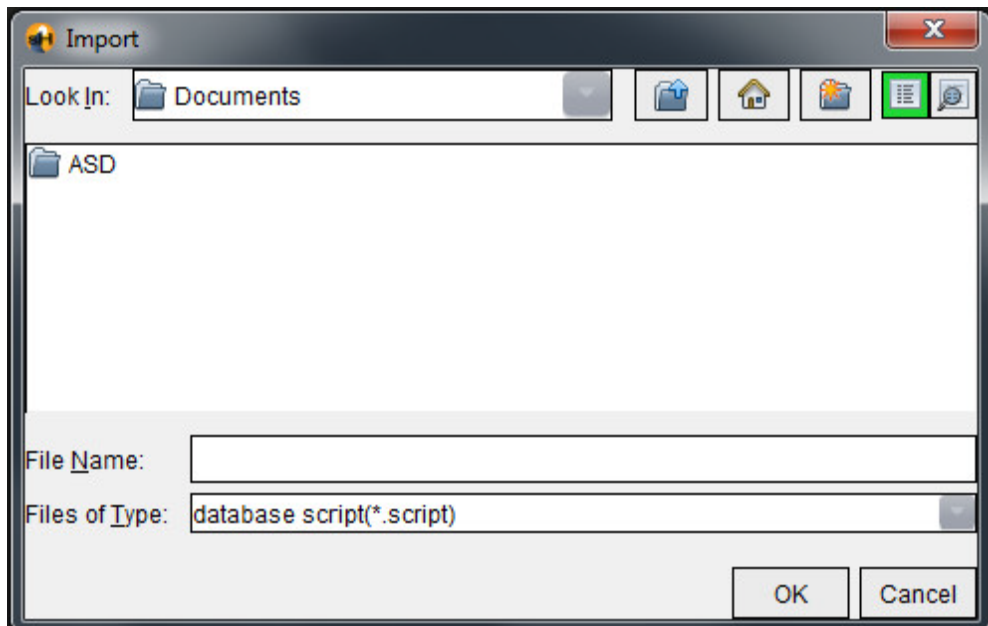 Import
Look In: Documents
ASD
File Name:
Files of Type: database script(*.script)
OK Cancel